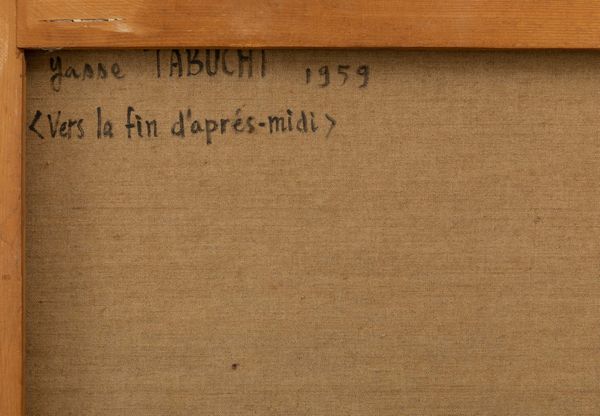 yasse TABUCHI 1959
<Vers la fin d'aprés-midi>